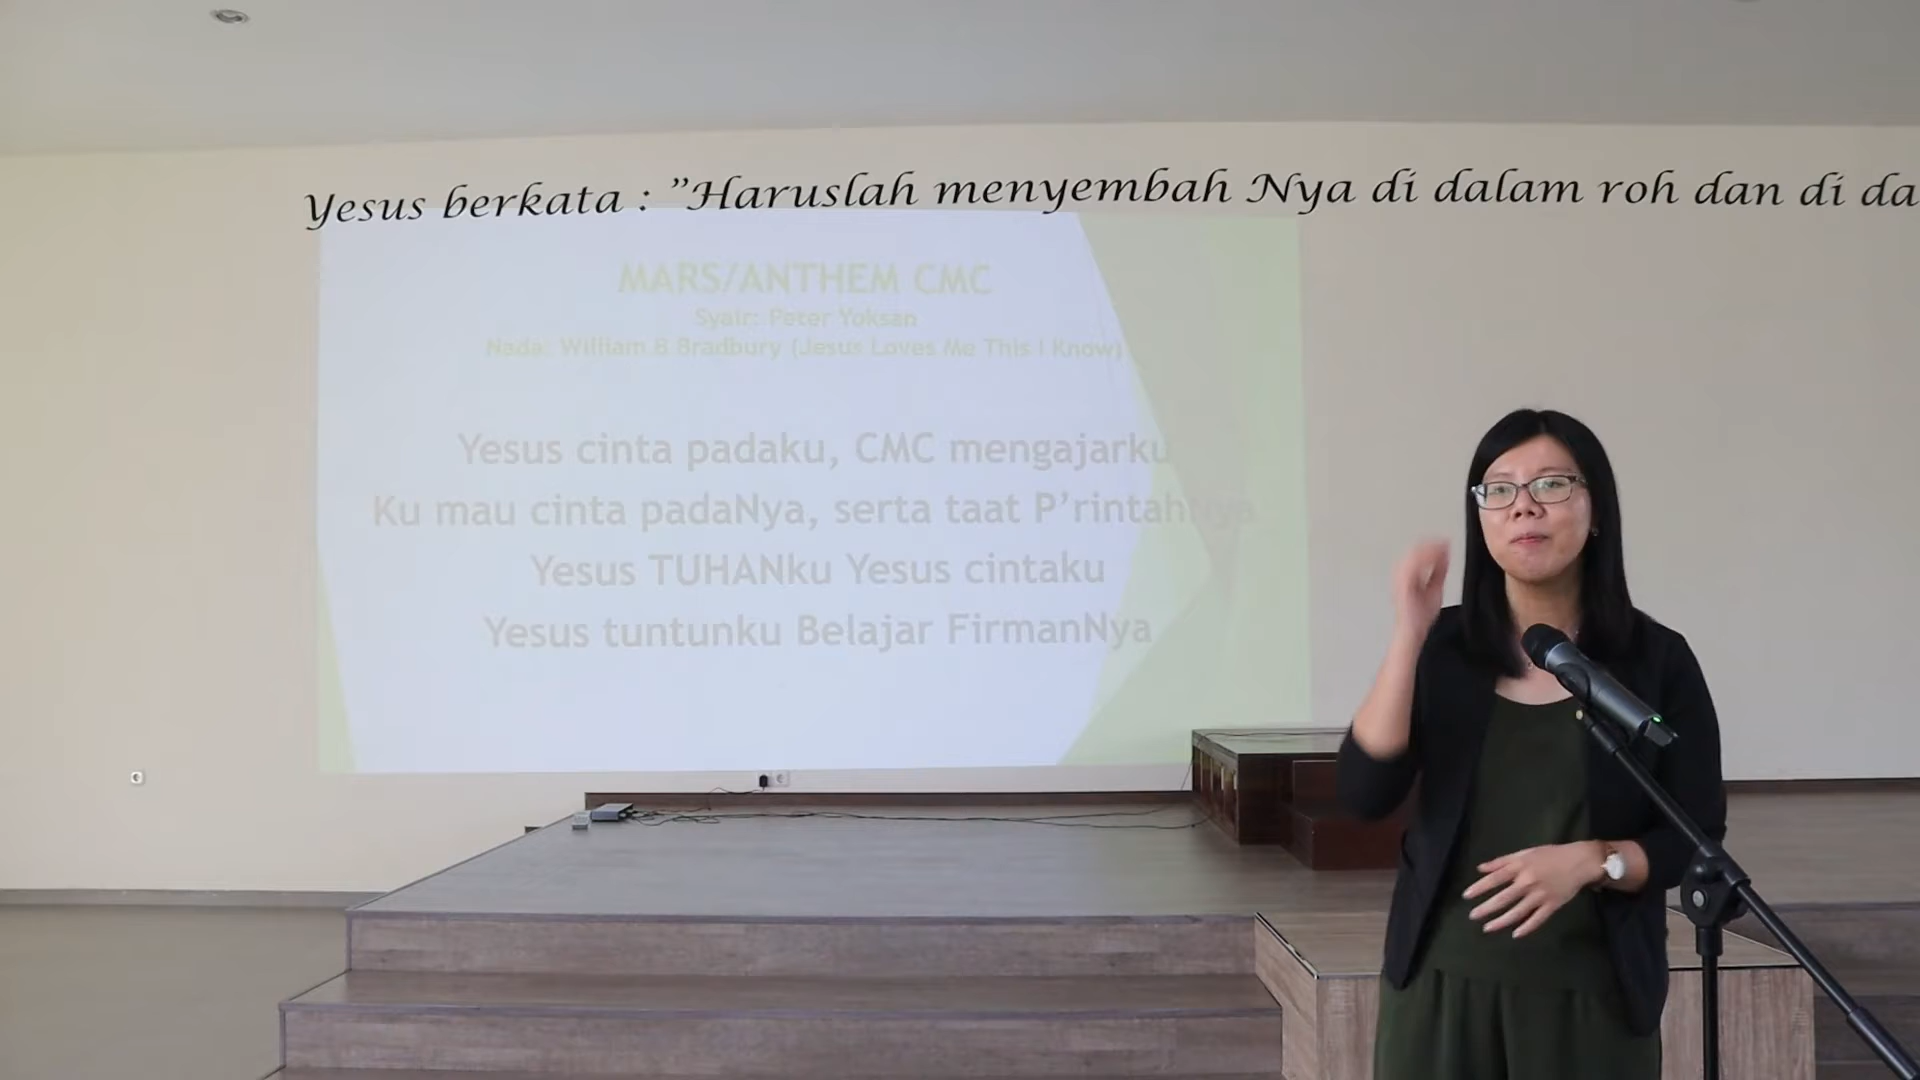 Yesus berkata : "Haruslah menyembah Nya di dalam roh dan di da
MARS/ANTHEM CMC
Syair: Peter Yoksan
Nada: William B Bradbury (Jesus Loves Me This I Know)
Yesus cinta padaku, CMC mengajarku
Ku mau cinta padaNya, serta taat P'rintahNya
Yesus TUHANku Yesus cintaku
Yesus tuntunku Belajar FirmanNya